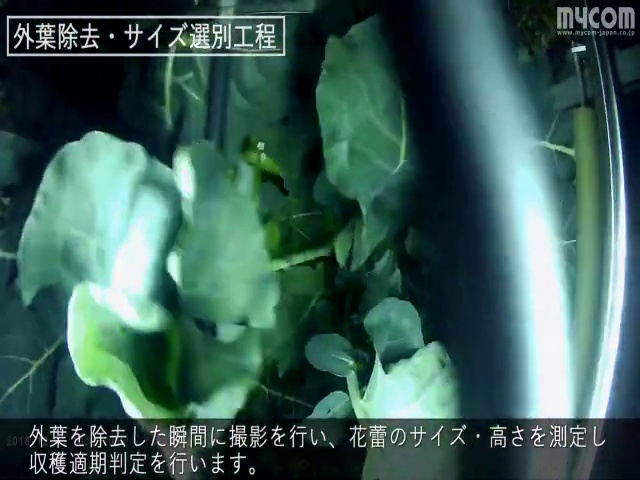 外葉除去・サイズ選別工程
mycom
www.mycom-japan.co.jp
外葉を除去した瞬間に撮影を行い、花蕾のサイズ・高さを測定し
収穫適期判定を行います。